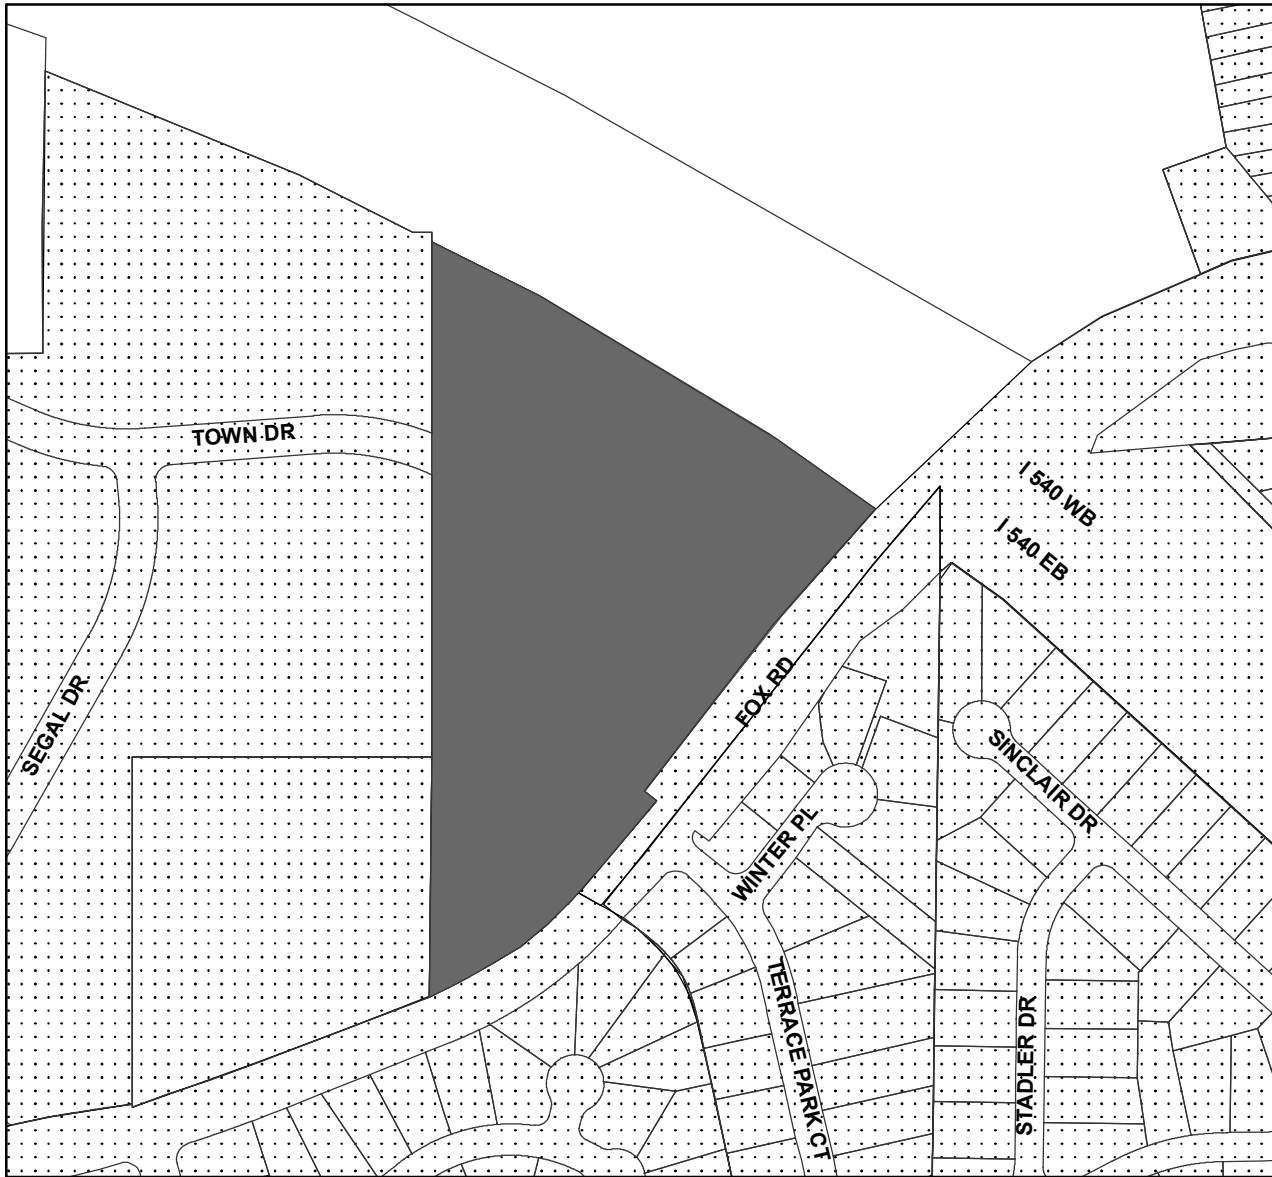 TOWN DR
I 540 WB
I 540 EB
FOX RD
SEGAL DR
SINCLAIR DR
WINTER PL
TERRACE PARK CT
STADLER DR